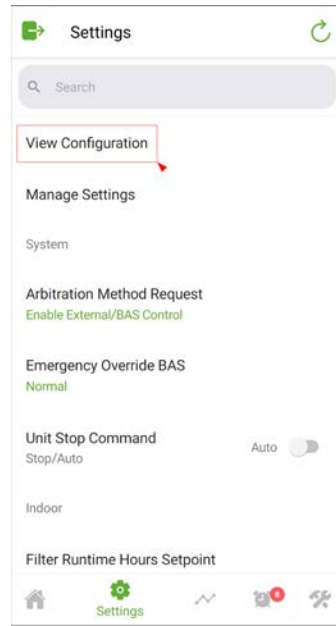 Settings
Search
View Configuration
Manage Settings
System
Arbitration Method Request
Enable External/BAS Control
Emergency Override BAS
Normal
Unit Stop Command
Auto
Stop/Auto
Indoor
Filter Runtime Hours Setpoint
Settings